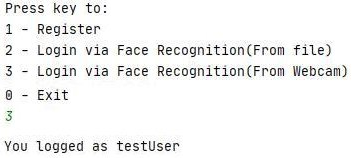 Press key to:
1 - Register
2 - Login via Face Recognition(From file)
3 - Login via Face Recognition(From Webcam)
0 - Exit
3
You logged as testUser